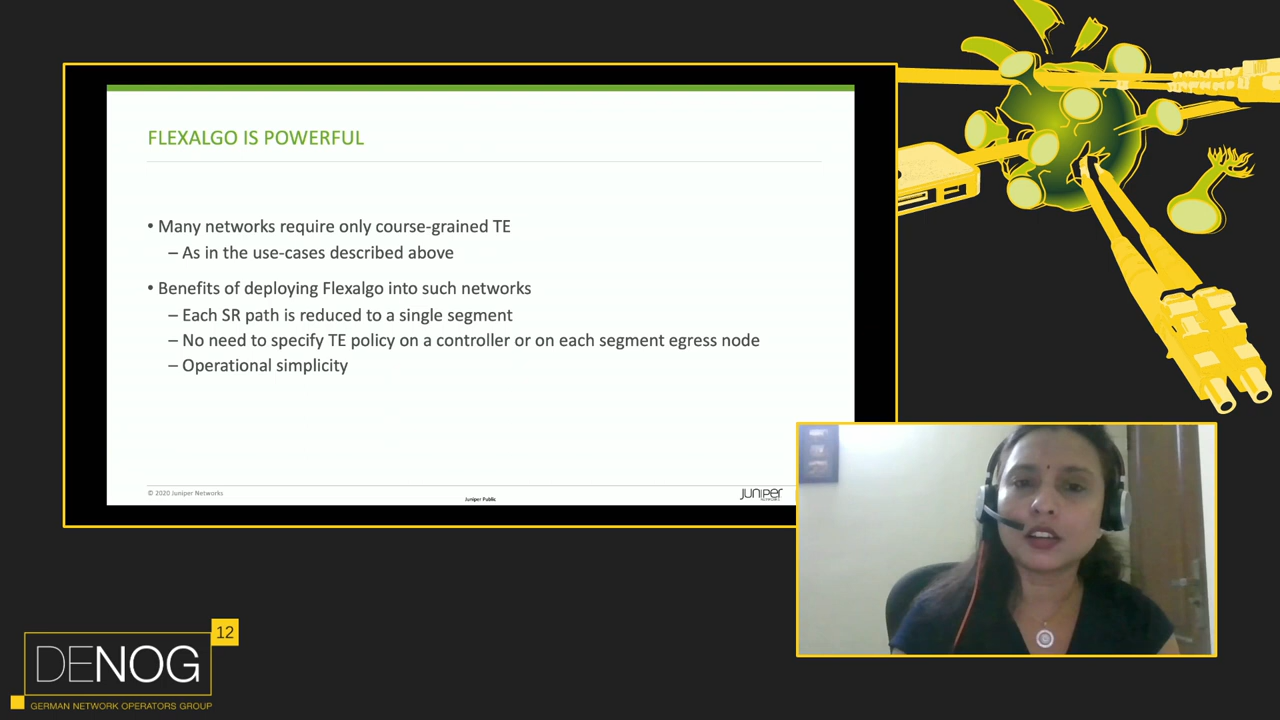 FLEXALGO IS POWERFUL
• Many networks require only course-grained TE
– As in the use-cases described above
• Benefits of deploying Flexalgo into such networks
– Each SR path is reduced to a single segment
– No need to specify TE policy on a controller or on each segment egress node
– Operational simplicity
© 2020 Juniper Networks
Juniper Public
JUNIPER
NETWORKS
12
DENOG
GERMAN NETWORK OPERATORS GROUP